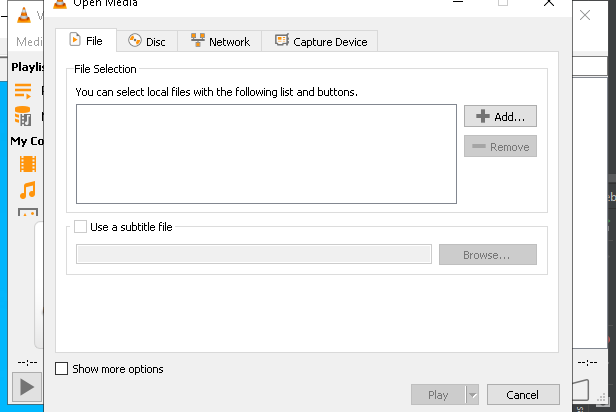 Open Media
V
Medi
File
Disc
Network
Capture Device
Playlis
File Selection
You can select local files with the following list and buttons.
Add...
Remove
My Co
Use a subtitle file
Browse...
--:--
--:--
Show more options
Play
Cancel